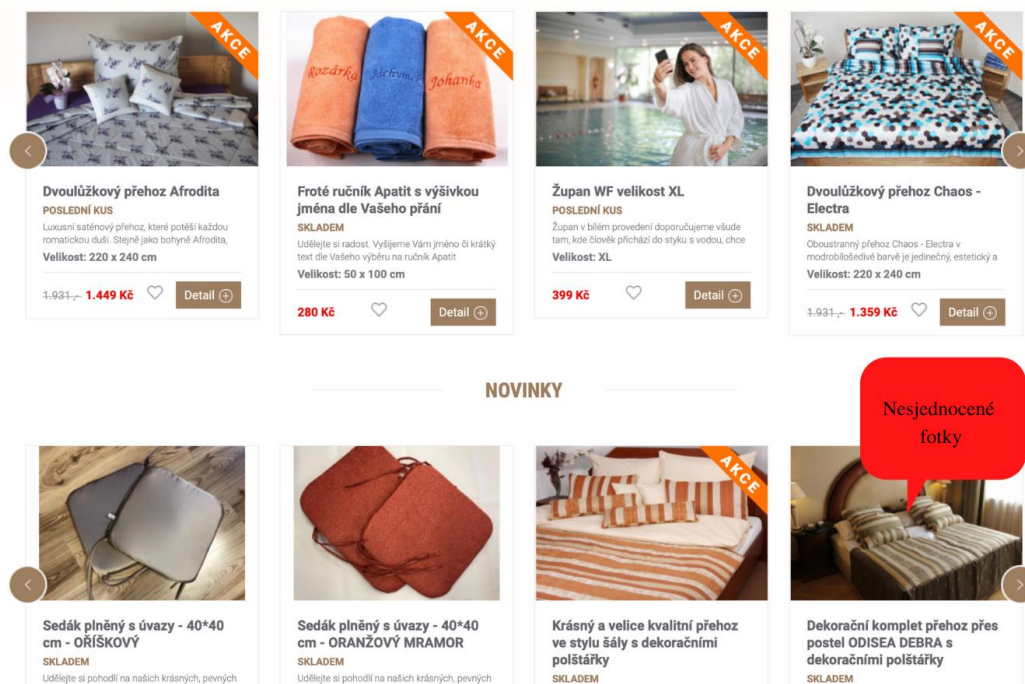 AKCE
AKCE
AKCE
AKCE
Rozárka
Jáchymek
Johanka
Dvoulůžkový přehoz Afrodita
POSLEDNÍ KUS
Luxusní saténový přehoz, které potěší každou
romatickou duši. Stejně jako bohyně Afrodita,
Velikost: 220 x 240 cm
1.931 ,- 1.449 Kč
Detail
Froté ručník Apatit s výšivkou
jména dle Vašeho přání
SKLADEM
Udělejte si radost. Vyšijeme Vám jméno či krátký
text dle Vašeho výběru na ručník Apatit
Velikost: 50 x 100 cm
280 Kč
Detail
Župan WF velikost XL
POSLEDNÍ KUS
Župan v bílém provedení doporučujeme všude
tam, kde člověk přichází do styku s vodou, chce
Velikost: XL
399 Kč
Detail
Dvoulůžkový přehoz Chaos -
Electra
SKLADEM
Oboustranný přehoz Chaos - Electra v
modrobílošedivé barvě je jedinečný, estetický a
Velikost: 220 x 240 cm
1.931 ,- 1.359 Kč
Detail
NOVINKY
Nesjednocené
fotky
AKCE
Sedák plněný s úvazy - 40*40
cm - OŘÍŠKOVÝ
SKLADEM
Udělejte si pohodlí na našich krásných, pevných
Sedák plněný s úvazy - 40*40
cm - ORANŽOVÝ MRAMOR
SKLADEM
Udělejte si pohodlí na našich krásných, pevných
Krásný a velice kvalitní přehoz
ve stylu šály s dekoračními
polštářky
SKLADEM
Dekorační komplet přehoz přes
postel ODISEA DEBRA s
dekoračními polštářky
SKLADEM